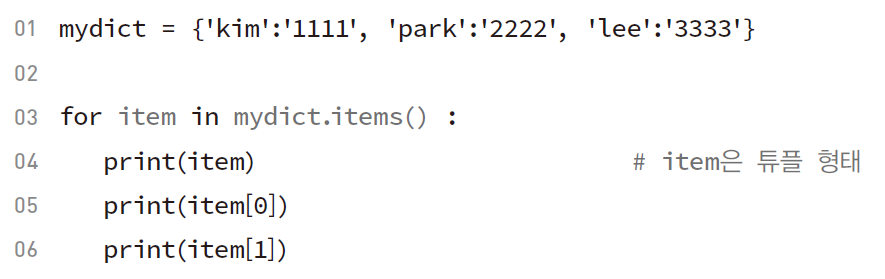 01 mydict = {'kim':'1111', 'park':'2222', 'lee':'3333'}
02
03 for item in mydict.items() :
04 print(item) # item은 튜플 형태
05 print(item[0])
06 print(item[1])